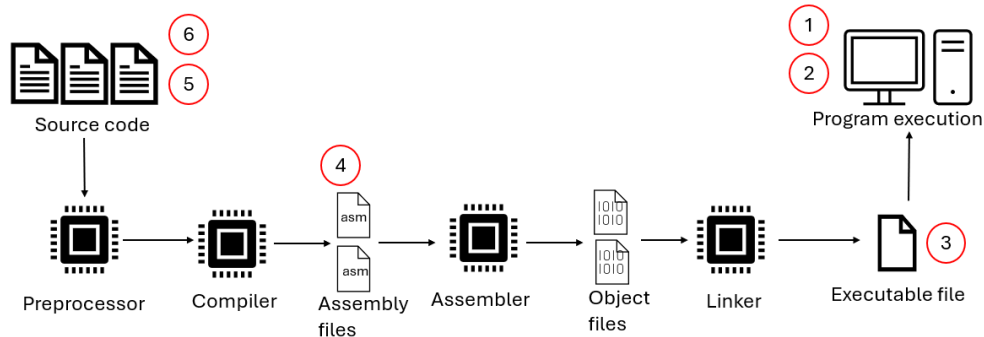 6
5
Source code
1
2
Program execution
4
asm
asm
1010
1010
1010
1010
3
Preprocessor
Compiler
Assembly
files
Assembler
Object
files
Linker
Executable file